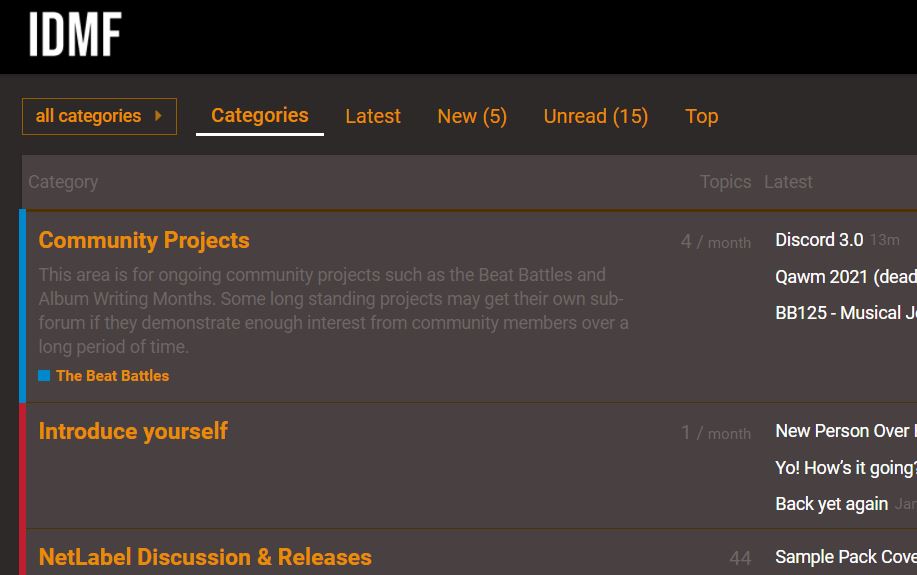 IDMF
all categories
Categories
Latest
New (5)
Unread (15)
Top
Category
Topics
Latest
Community Projects
This area is for ongoing community projects such as the Beat Battles and
Album Writing Months. Some long standing projects may get their own sub-
forum if they demonstrate enough interest from community members over a
long period of time.
The Beat Battles
4 / month
Discord 3.0 13m
Qawm 2021 (dead
BB125 - Musical J
Introduce yourself
1 / month
New Person Over
Yo! How's it going?
Back yet again Jan
NetLabel Discussion & Releases
44
Sample Pack Cove